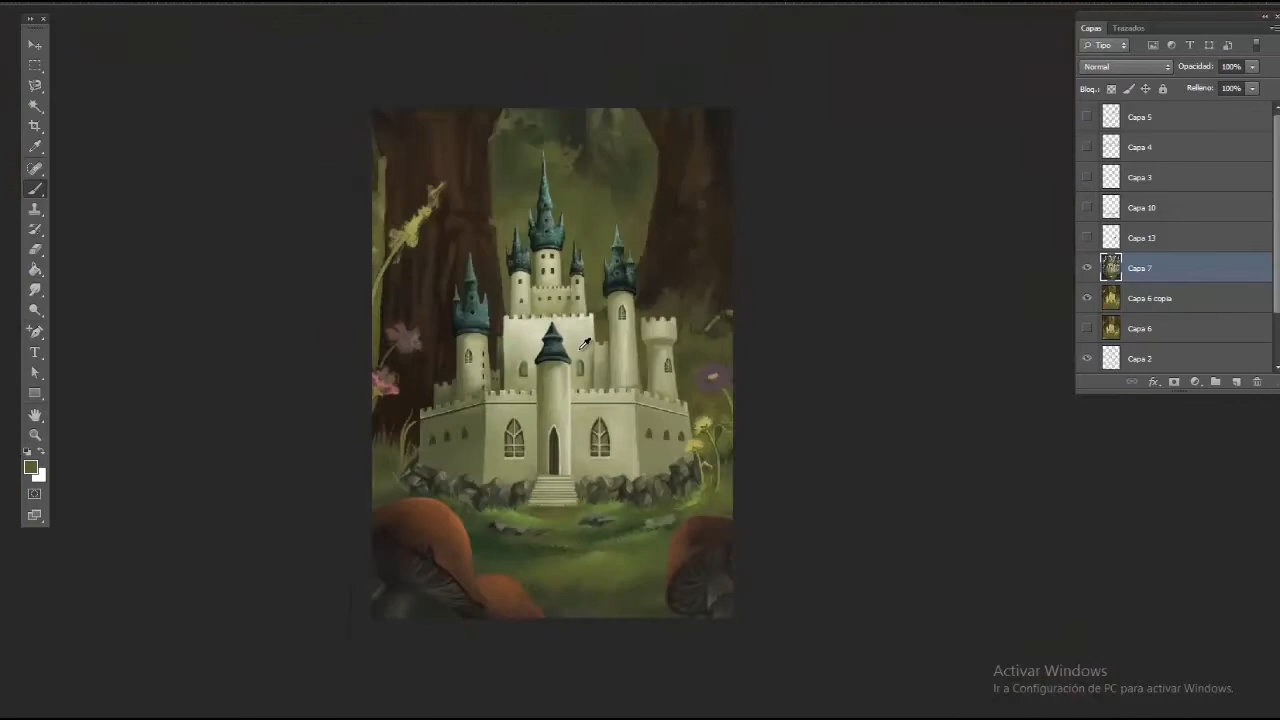 Capas Trazados
Tipo
Normal Opacidad: 100%
Bloq.: Relleno: 100%
Capa 5
Capa 4
Capa 3
Capa 10
Capa 13
Capa 7
Capa 6 copia
Capa 6
Capa 2
Activar Windows
Ir a Configuración de PC para activar Windows.